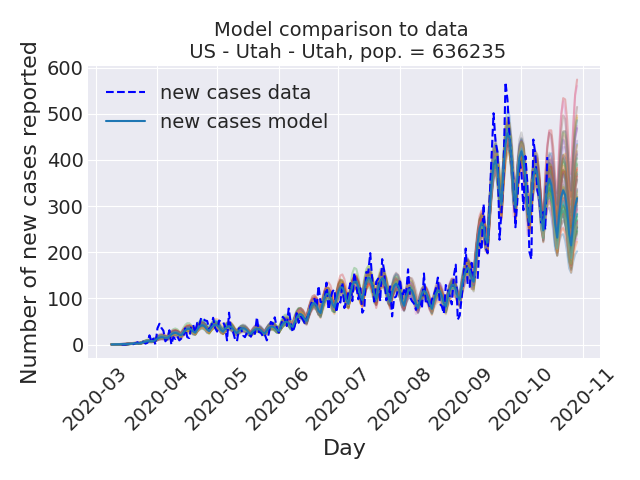 Model comparison to data
US - Utah - Utah, pop. = 636235
Number of new cases reported
600
500
400
300
200
100
0
new cases data
new cases model
2020-03
2020-04
2020-05
2020-06
2020-07
2020-08
2020-09
2020-10
2020-11
Day